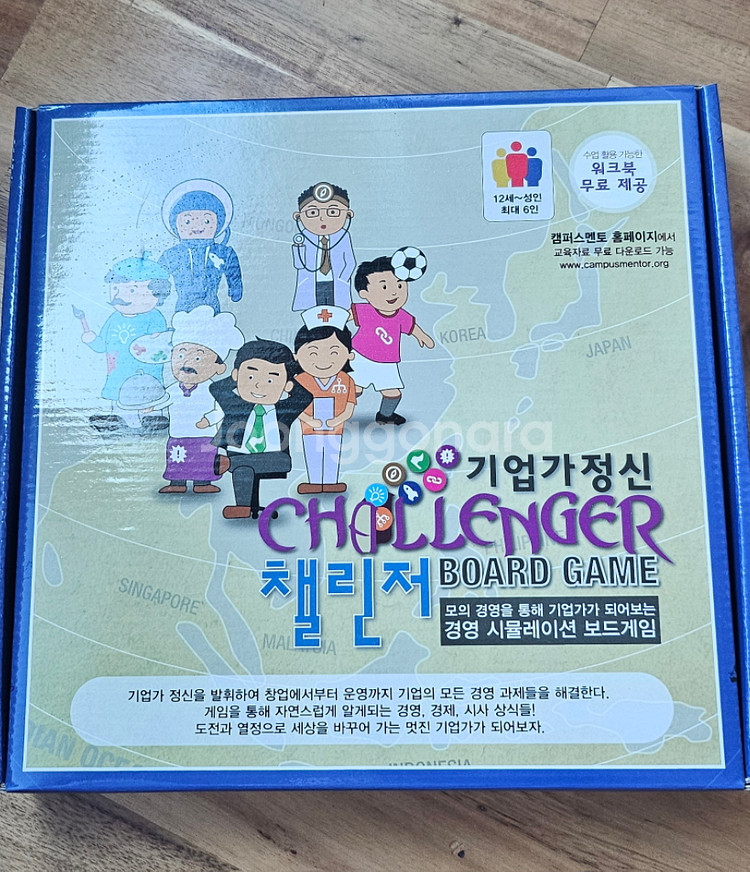 12세~성인
최대 6인
수업 활용 가능한
워크북
무료 제공
캠퍼스멘토 홈페이지에서
교육자료 무료 다운로드 가능
www.campusmentor.org
KOREA
JAPAN
joonggonara
기업가정신
CHALLENGER
챌린저
BOARD GAME
모의 경영을 통해 기업가가 되어보는
경영 시뮬레이션 보드게임
SINGAPORE
MALAYSIA
기업가 정신을 발휘하여 창업에서부터 운영까지 기업의 모든 경영 과제들을 해결한다.
게임을 통해 자연스럽게 알게되는 경영, 경제, 시사 상식들!
도전과 열정으로 세상을 바꾸어 가는 멋진 기업가가 되어보자.
INDONESIA